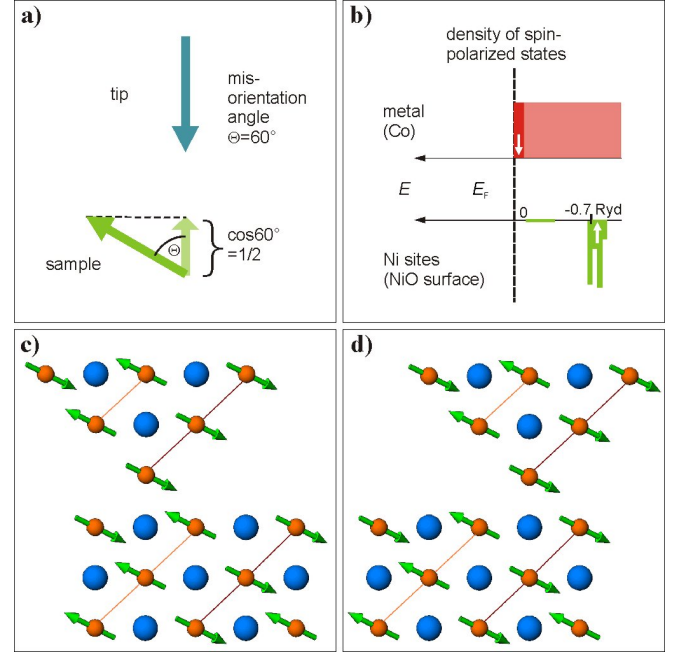 a)
tip
mis-
orientation
angle
Θ=60°
cos60°
=1/2
Θ
sample
b)
density of spin-
polarized states
metal
(Co)
E
E_F
0
-0.7 Ryd
Ni sites
(NiO surface)
c)
d)